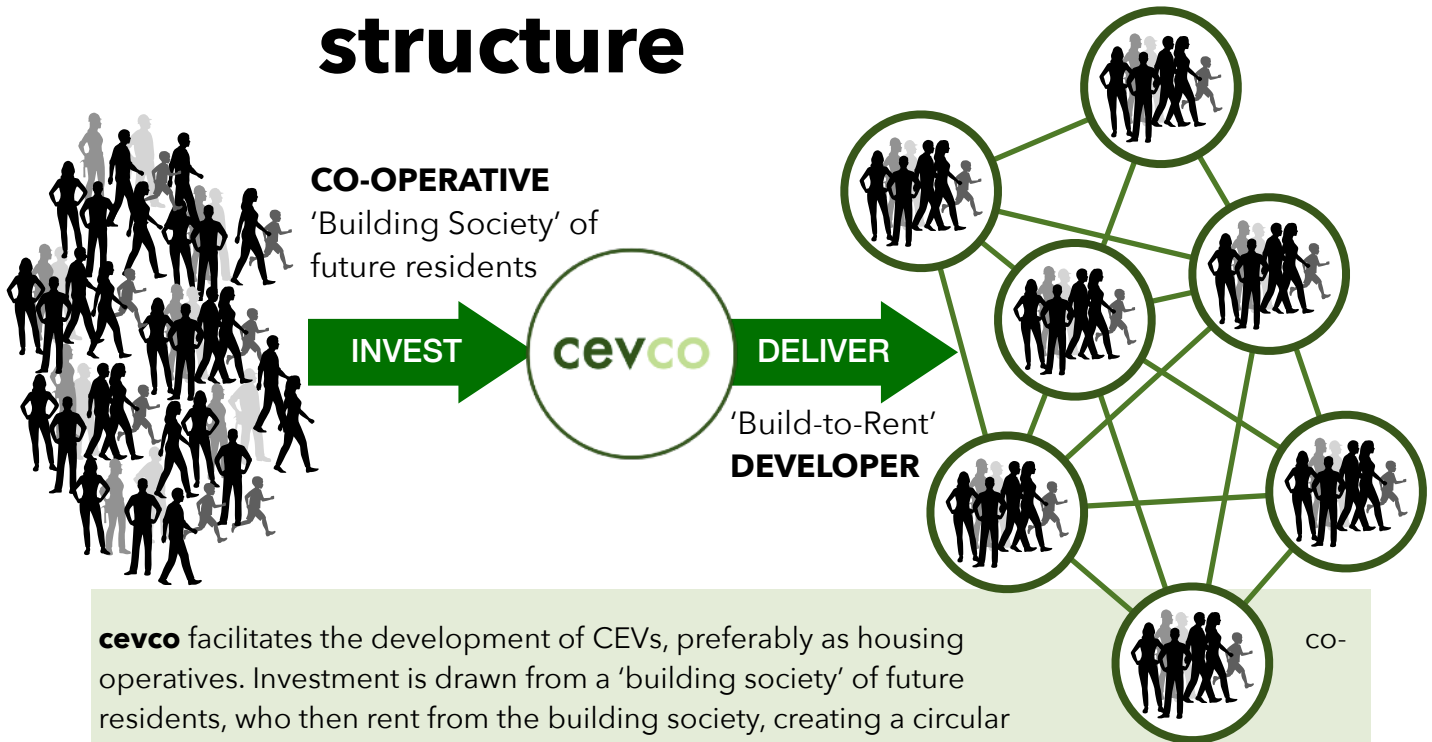 structure
CO-OPERATIVE
‘Building Society’ of
future residents
INVEST
cevco
DELIVER
‘Build-to-Rent’
DEVELOPER
cevco facilitates the development of CEVs, preferably as housing co-
operatives. Investment is drawn from a ‘building society’ of future
residents, who then rent from the building society, creating a circular